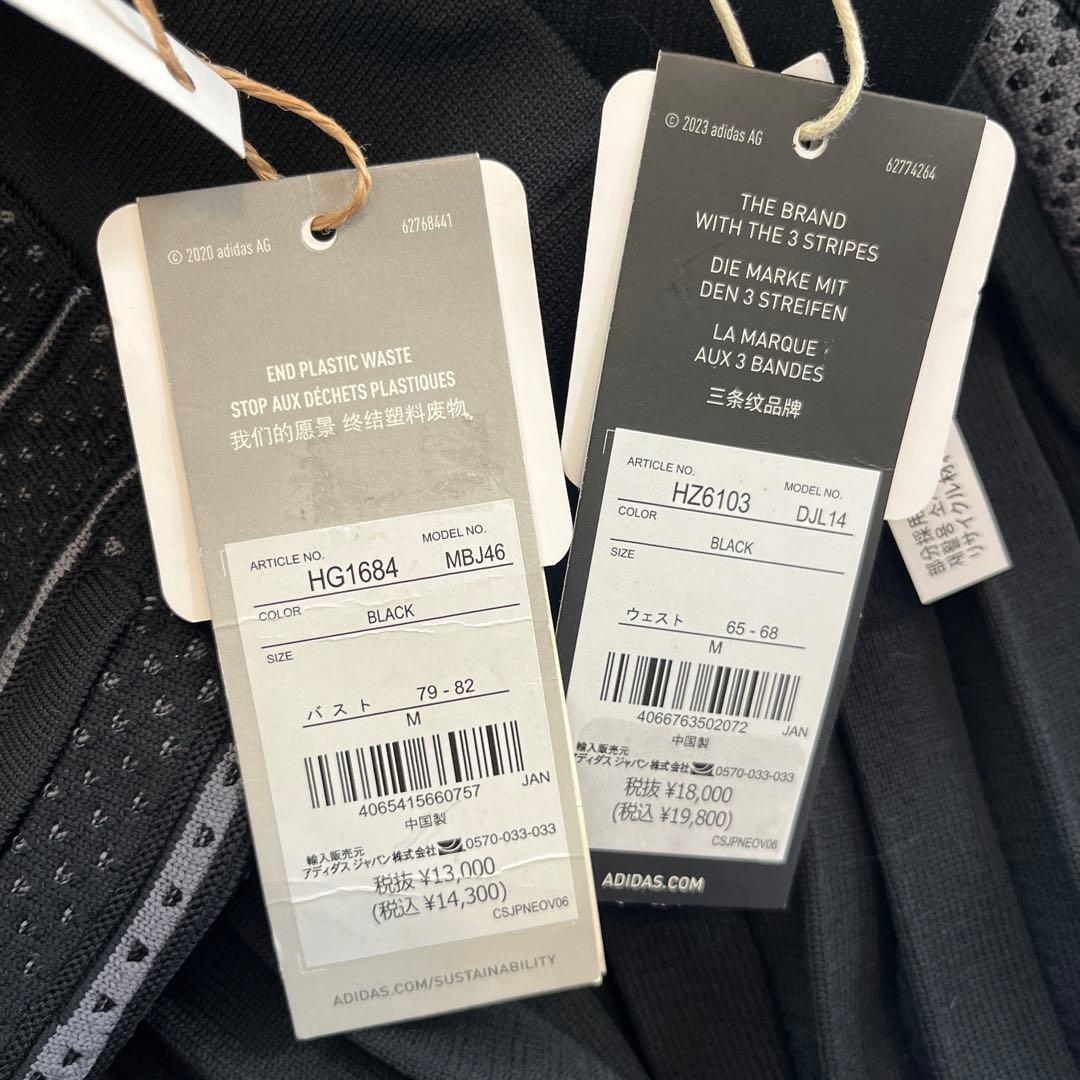 © 2020 adidas AG
62768441
END PLASTIC WASTE
STOP AUX DÉCHETS PLASTIQUES
我们的愿景 终结塑料废物。
ARTICLE NO.
MODEL NO.
HG1684
MBJ46
COLOR
BLACK
SIZE
バスト 79 - 82
M
4065415660757
JAN
中国製
輸入販売元
アディダス ジャパン株式会社 0570-033-033
税抜 ¥13,000
(税込 ¥14,300)
CSJPNEOV06
ADIDAS.COM/SUSTAINABILITY
© 2023 adidas AG
62774264
THE BRAND
WITH THE 3 STRIPES
DIE MARKE MIT
DEN 3 STREIFEN
LA MARQUE
AUX 3 BANDES
三条纹品牌
ARTICLE NO.
MODEL NO.
HZ6103
DJL14
COLOR
BLACK
SIZE
ウェスト 65 - 68
M
4066763502072
JAN
中国製
輸入販売元
アディダス ジャパン株式会社 0570-033-033
税抜 ¥18,000
(税込 ¥19,800)
CSJPNEOV06
ADIDAS.COM
リサイクル材